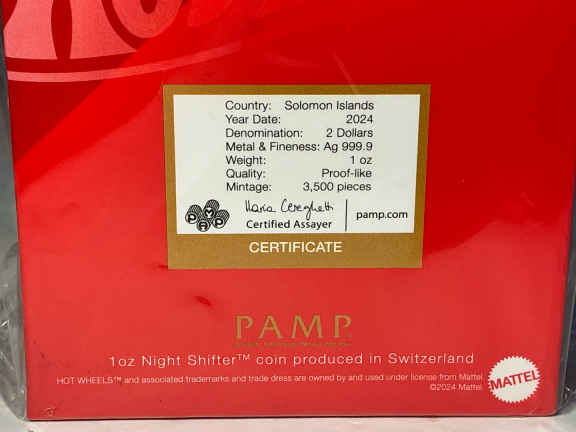 Country: Solomon Islands
Year Date: 2024
Denomination: 2 Dollars
Metal & Fineness: Ag 999.9
Weight: 1 oz
Quality: Proof-like
Mintage: 3,500 pieces
PAMP
Ilaria Cereghetti
Certified Assayer
pamp.com
CERTIFICATE
PAMP
1oz Night Shifter™ coin produced in Switzerland
HOT WHEELS™ and associated trademarks and trade dress are owned by and used under license from Mattel.
©2024 Mattel.
MATTEL